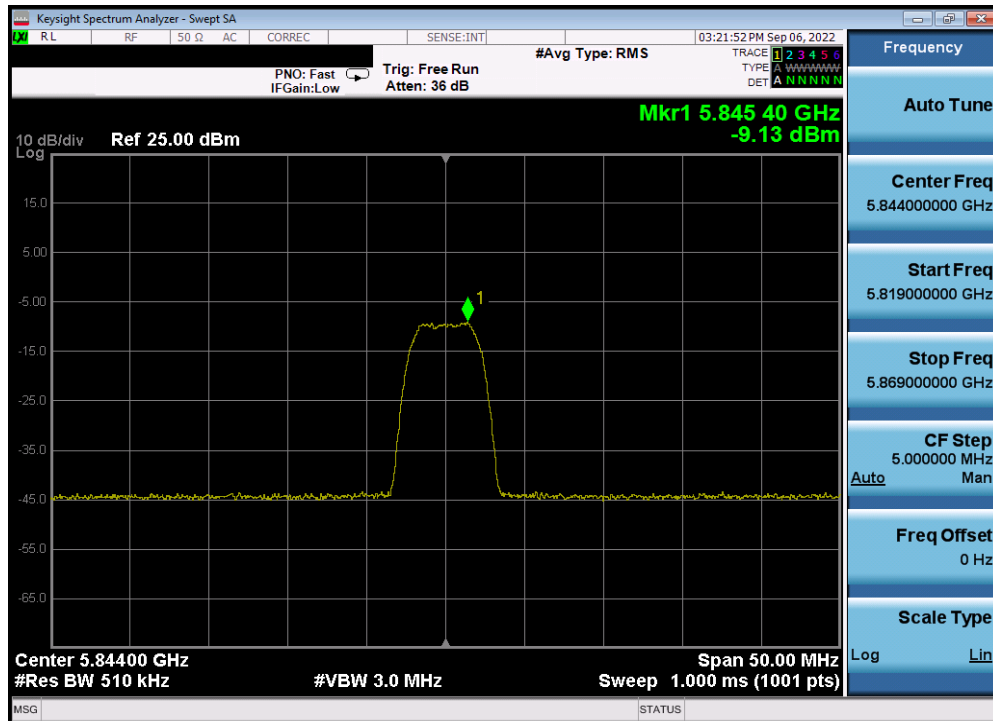 Keysight Spectrum Analyzer - Swept SA
LXI RL RF 50 Ω AC CORREC SENSE:INT 03:21:52 PM Sep 06, 2022
#Avg Type: RMS
TRACE 1 2 3 4 5 6
TYPE A WWWWW
DET A N N N N N
PNO: Fast
IFGain:Low
Trig: Free Run
Atten: 36 dB
Mkr1 5.845 40 GHz
-9.13 dBm
10 dB/div Ref 25.00 dBm
Log
15.0
5.00
-5.00
-15.0
-25.0
-35.0
-45.0
-55.0
-65.0
1
Center 5.84400 GHz Span 50.00 MHz
#Res BW 510 kHz #VBW 3.0 MHz Sweep 1.000 ms (1001 pts)
MSG STATUS
Frequency
Auto Tune
Center Freq
5.844000000 GHz
Start Freq
5.819000000 GHz
Stop Freq
5.869000000 GHz
CF Step
5.000000 MHz
Auto Man
Freq Offset
0 Hz
Scale Type
Log Lin